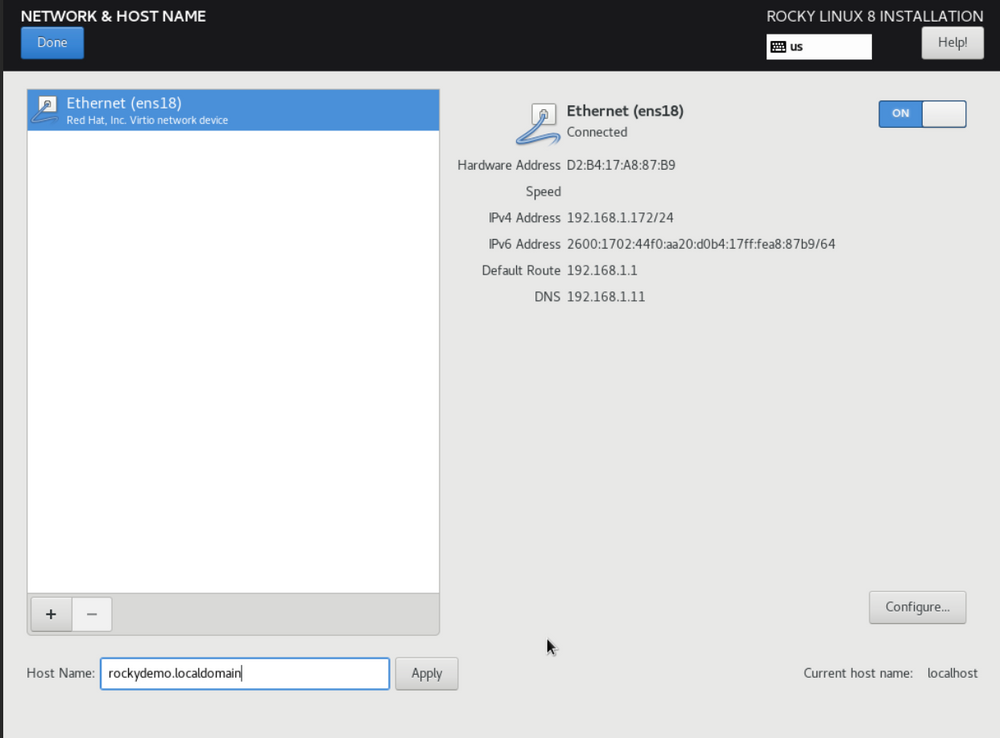 NETWORK & HOST NAME
ROCKY LINUX 8 INSTALLATION
Done
us
Help!
Ethernet (ens18)
Red Hat, Inc. Virtio network device
Ethernet (ens18)
Connected
ON
Hardware Address D2:B4:17:A8:87:B9
Speed
IPv4 Address 192.168.1.172/24
IPv6 Address 2600:1702:44f0:aa20:d0b4:17ff:fea8:87b9/64
Default Route 192.168.1.1
DNS 192.168.1.11
+ −
Configure...
Host Name: rockydemo.localdomain Apply
Current host name: localhost